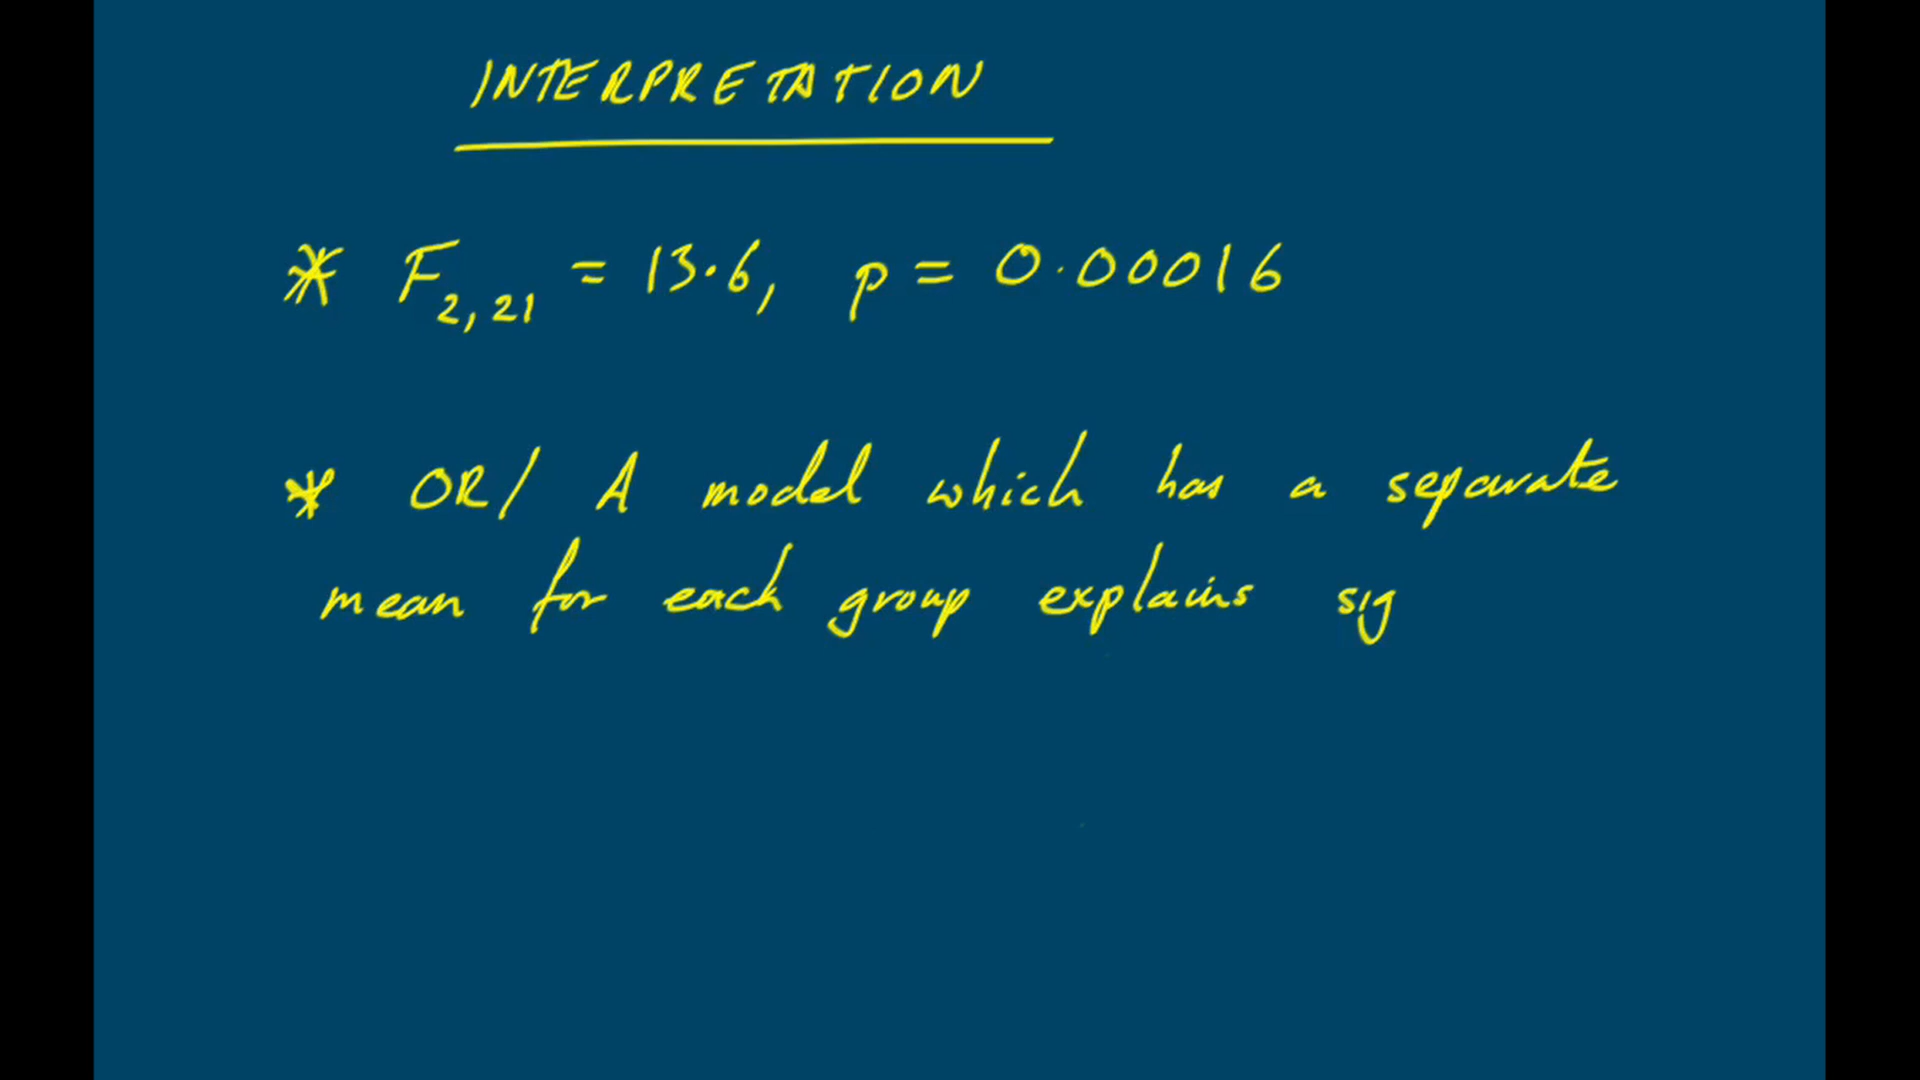 INTERPRETATION
* F2,21 = 13.6, p = 0.00016
* OR/ A model which has a separate
mean for each group explains sig